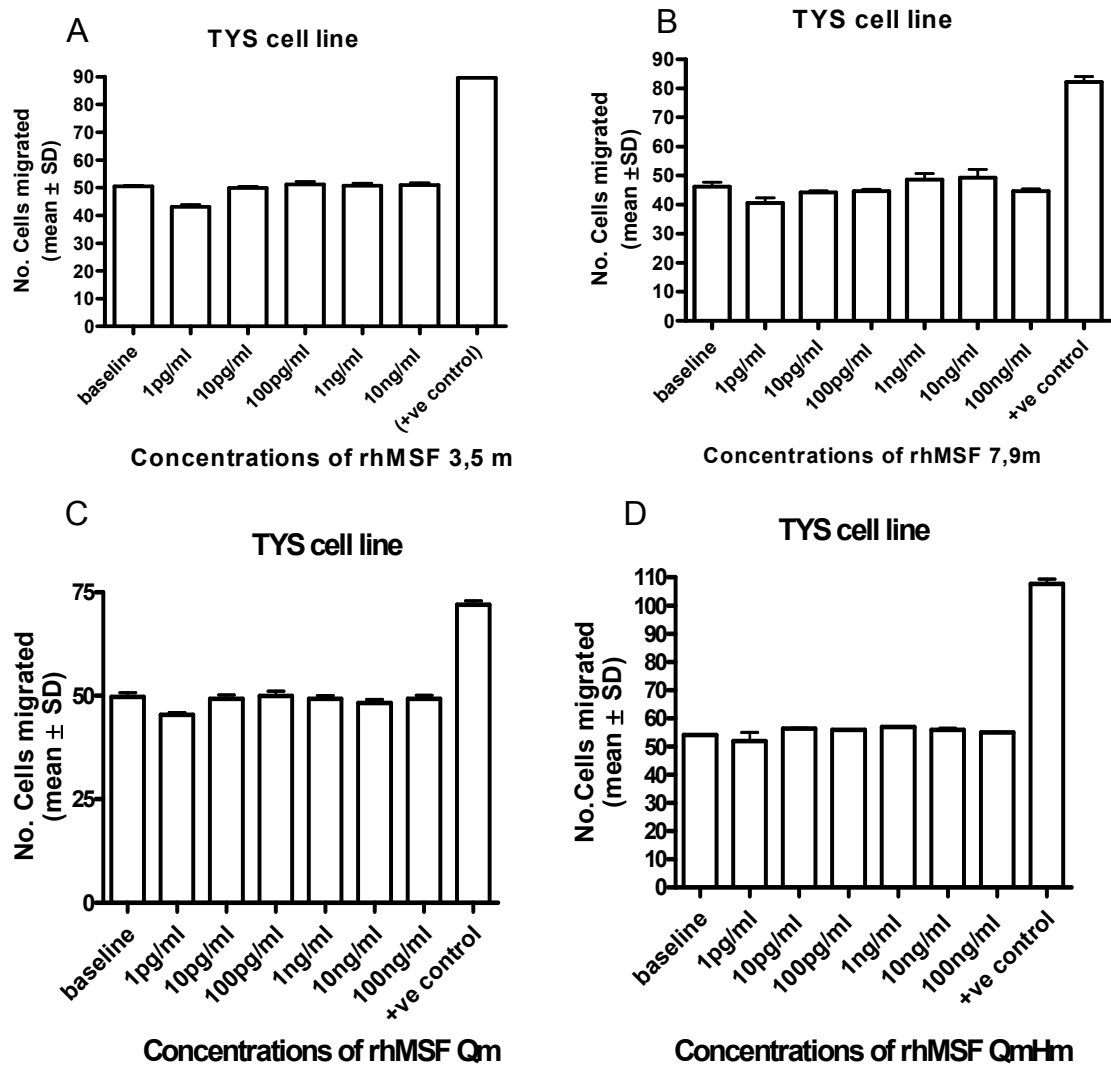 A
TYS cell line
No. Cells migrated
(mean ± SD)
90
80
70
60
50
40
30
20
10
0
baseline
1pg/ml
10pg/ml
100pg/ml
1ng/ml
10ng/ml
(+ve control)
Concentrations of rhMSF 3,5 m
B
TYS cell line
No. Cells migrated
(mean ±SD)
90
80
70
60
50
40
30
20
10
0
baseline
1pg/ml
10pg/ml
100pg/ml
1ng/ml
10ng/ml
100ng/ml
+ve control
Concentrations of rhMSF 7,9m
C
TYS cell line
No. Cells migrated
(mean ± SD)
75
50
25
0
baseline
1pg/ml
10pg/ml
100pg/ml
1ng/ml
10ng/ml
100ng/ml
+ve control
Concentrations of rhMSF Qm
D
TYS cell line
No.Cells migrated
(mean ± SD)
110
100
90
80
70
60
50
40
30
20
10
0
baseline
1pg/ml
10pg/ml
100pg/ml
1ng/ml
10ng/ml
100ng/ml
+ve control
Concentrations of rhMSF QmHm